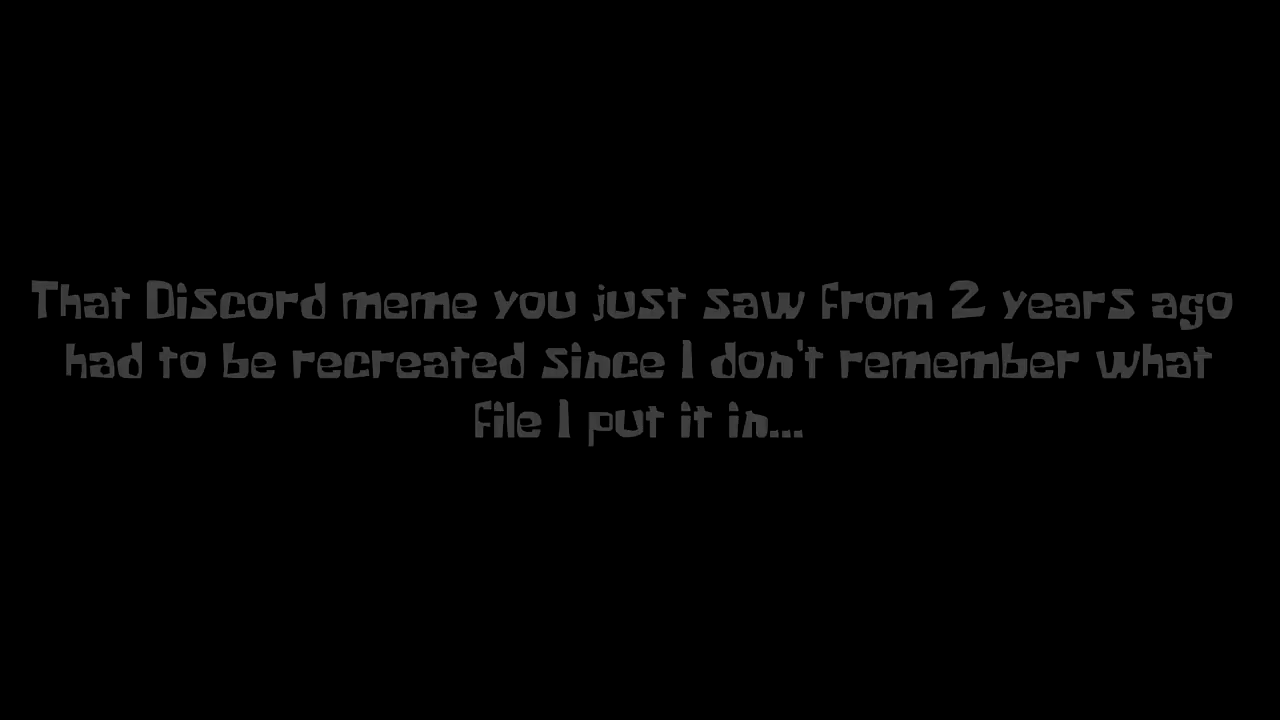 That Discord meme you just saw from 2 years ago
had to be recreated since I don't remember what
file I put it in...